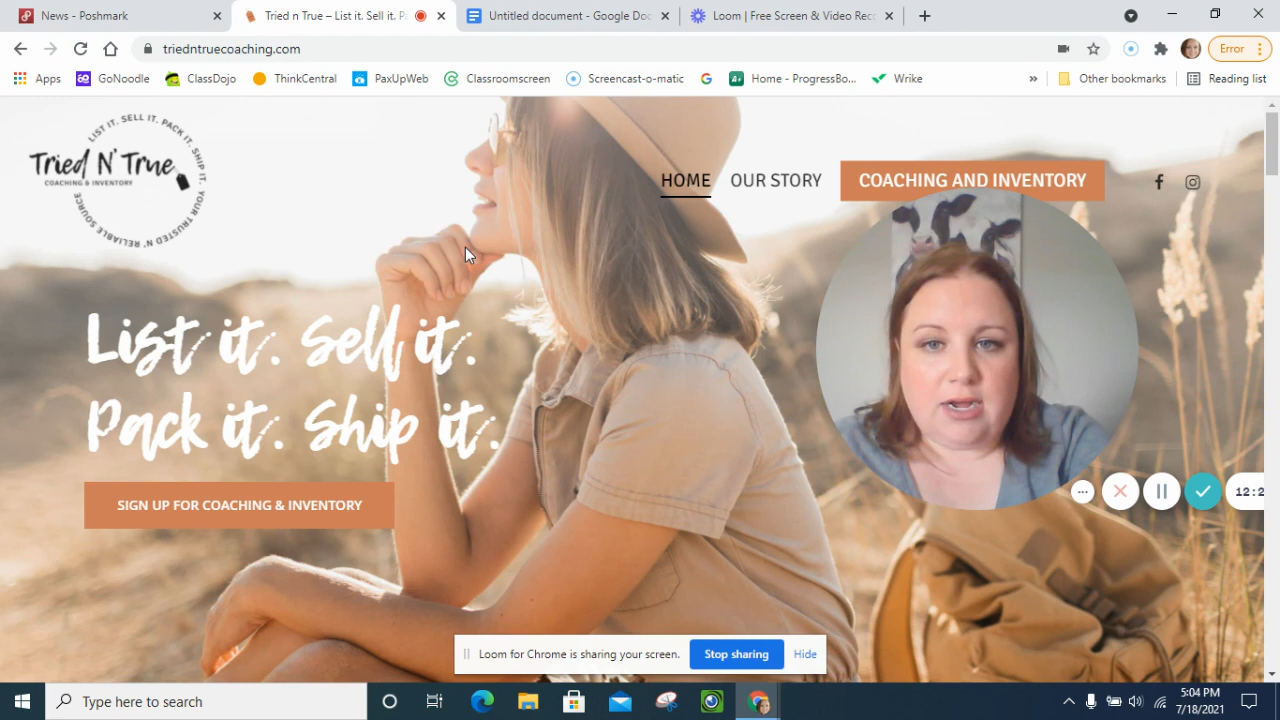 News - Poshmark
Tried n True – List it. Sell it. P
Untitled document - Google Doc
Loom | Free Screen & Video Rec
triedntruecoaching.com
Error
Apps
GoNoodle
ClassDojo
ThinkCentral
PaxUpWeb
Classroomscreen
Screencast-o-matic
Home - ProgressBo...
Wrike
»
Other bookmarks
Reading list
LIST IT. SELL IT. PACK IT. SHIP IT.
Tried N' True
COACHING & INVENTORY
YOUR TRUSTED N' RELIABLE SOURCE
HOME
OUR STORY
COACHING AND INVENTORY
List it. Sell it.
Pack it. Ship it.
SIGN UP FOR COACHING & INVENTORY
12:2
Loom for Chrome is sharing your screen.
Stop sharing
Hide
Type here to search
5:04 PM
7/18/2021